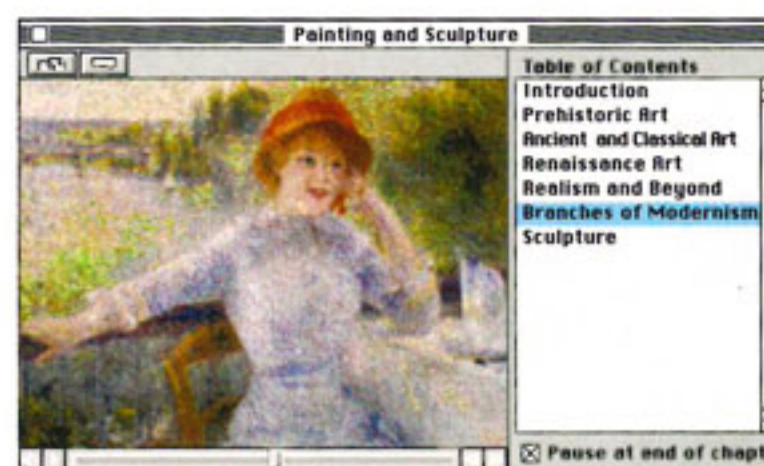 Painting and Sculpture
Table of Contents
Introduction
Prehistoric Art
Ancient and Classical Art
Renaissance Art
Realism and Beyond
Branches of Modernism
Sculpture
Pause at end of chapt